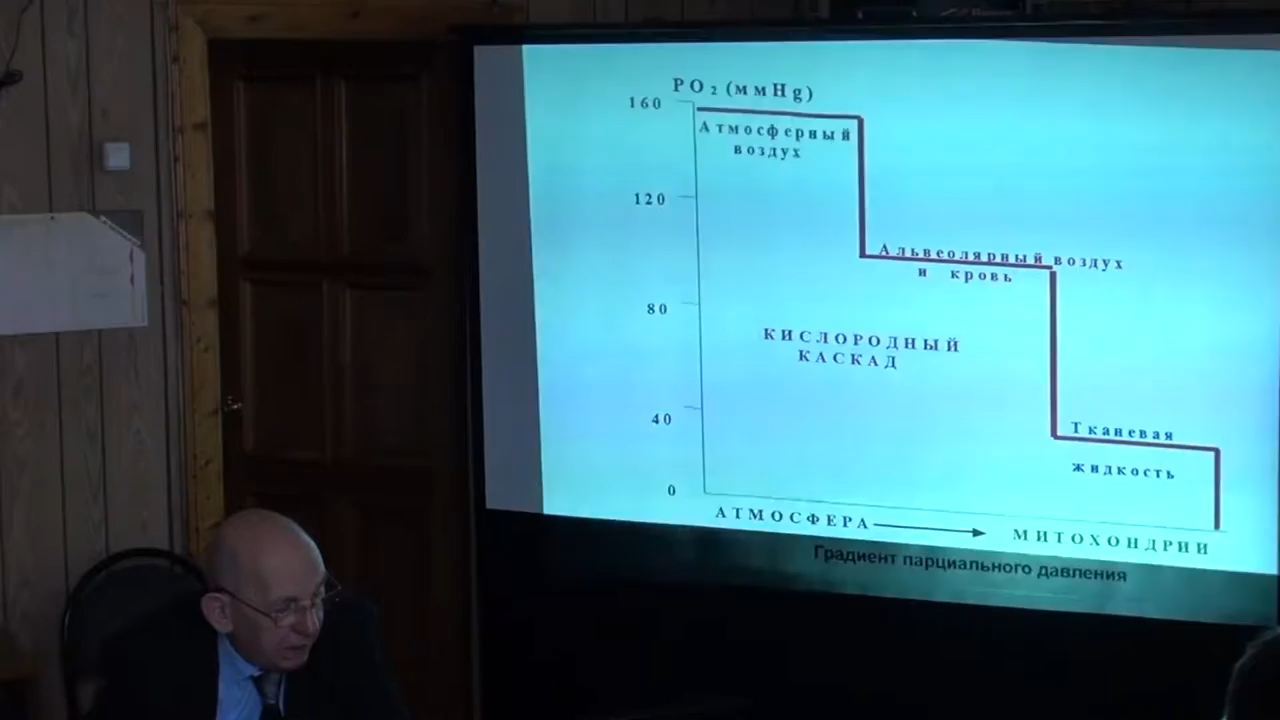 PO₂ (ммHg)
160
Атмосферный
воздух
120
Альвеолярный воздух
и кровь
80
КИСЛОРОДНЫЙ
КАСКАД
40
Тканевая
жидкость
0
АТМОСФЕРА
МИТОХОНДРИИ
Градиент парциального давления